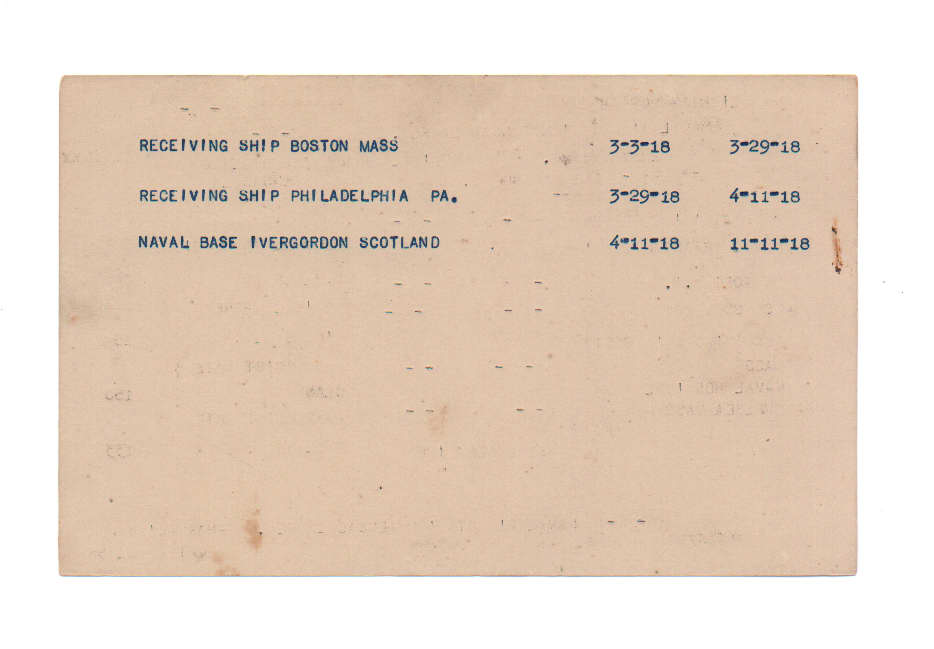 RECEIVING SHIP BOSTON MASS 3-3-18 3-29-18
RECEIVING SHIP PHILADELPHIA PA. 3-29-18 4-11-18
NAVAL BASE IVERGORDON SCOTLAND 4-11-18 11-11-18